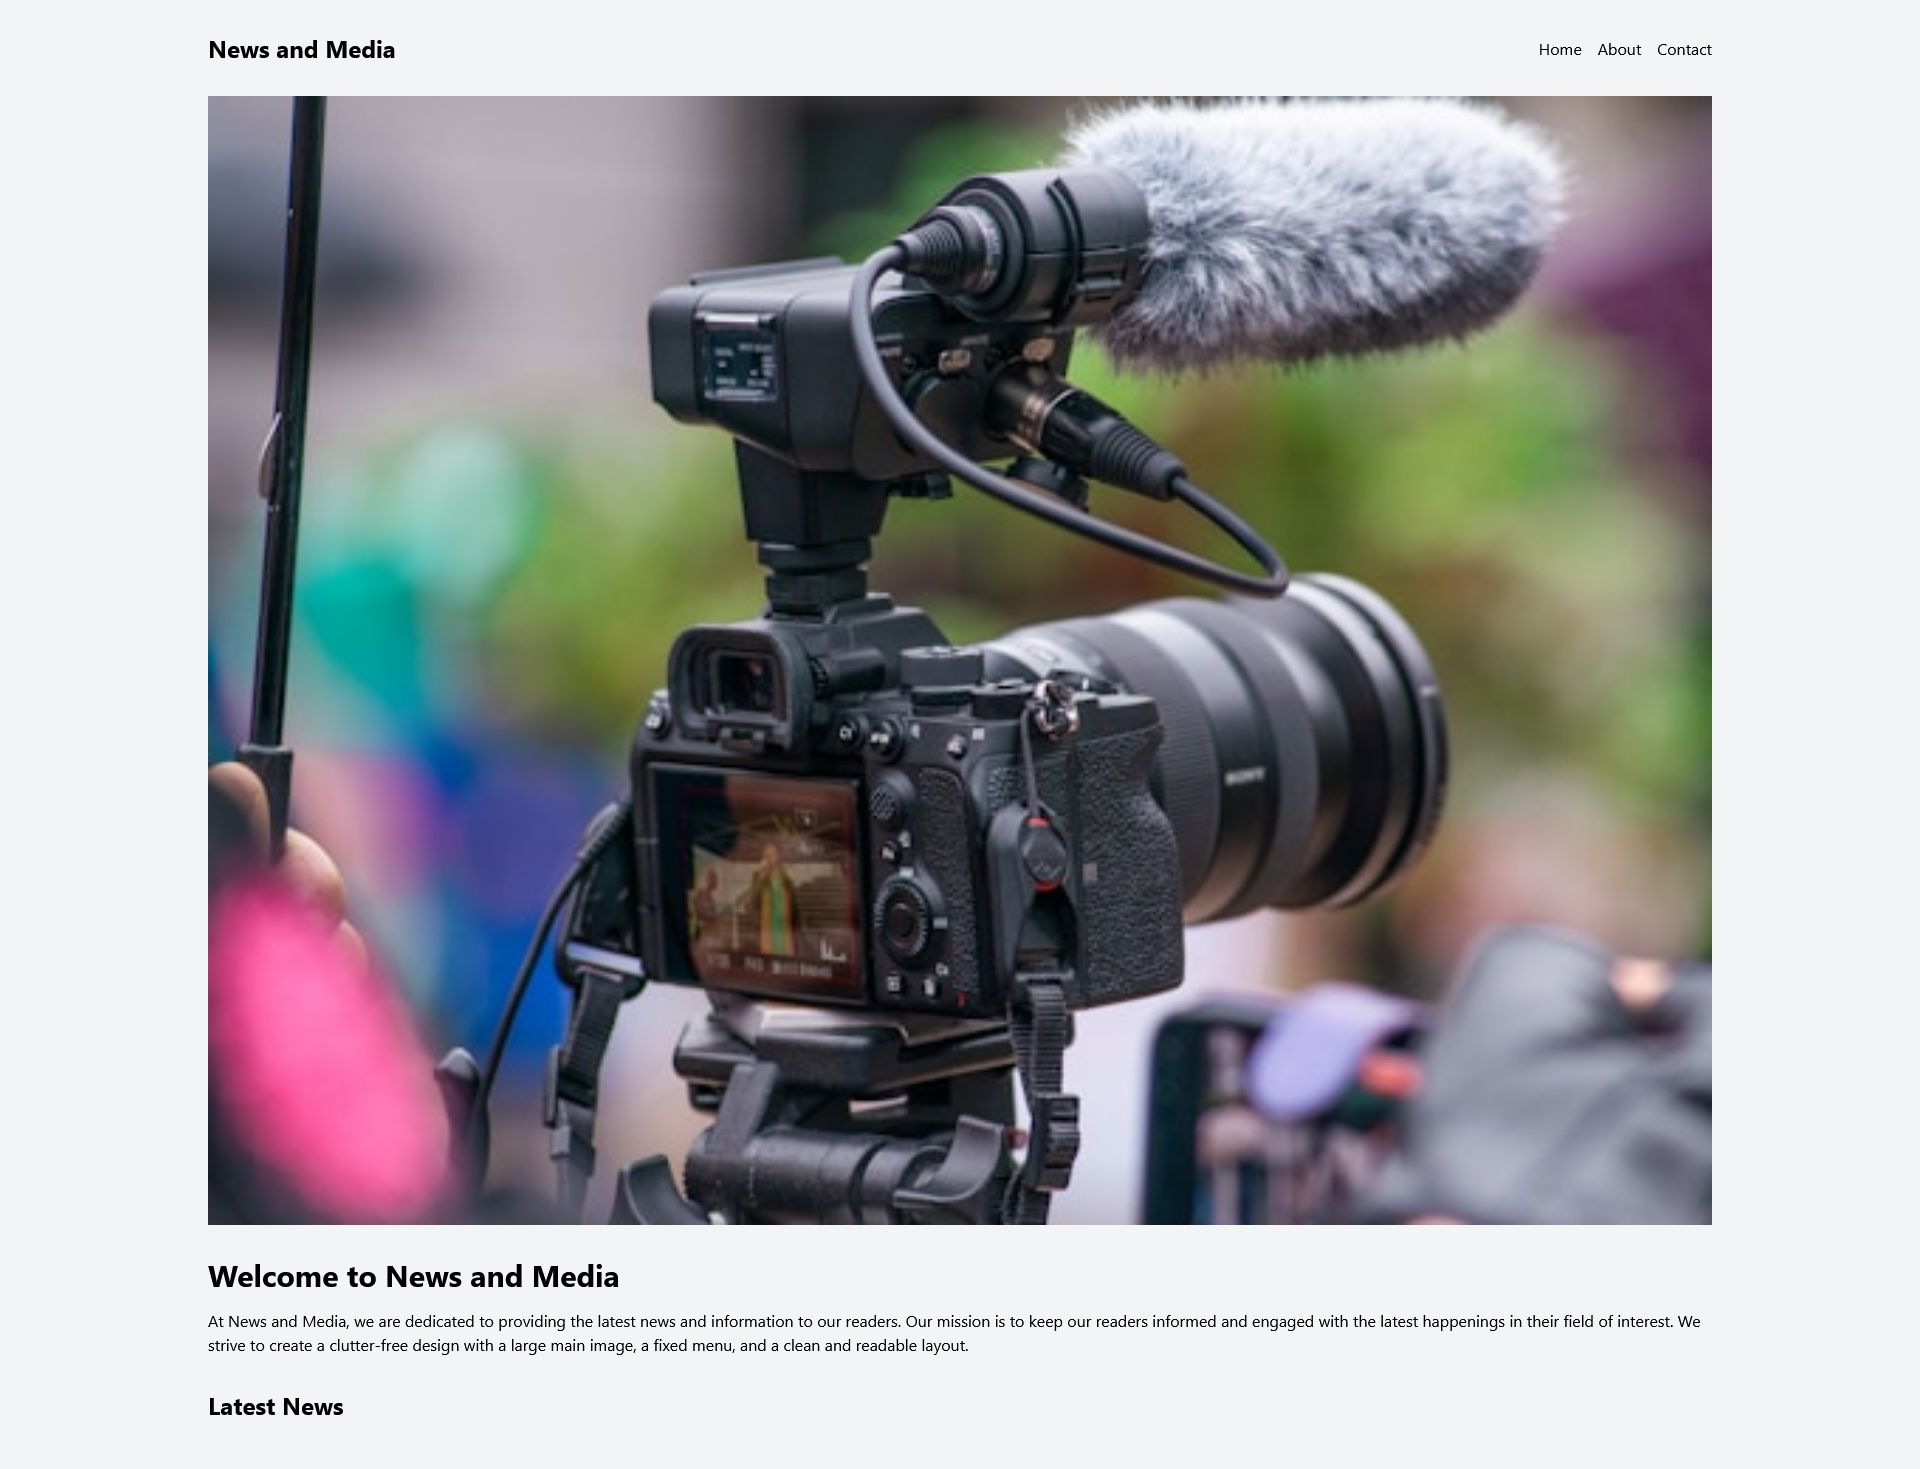 News and Media
Home About Contact
SONY
Welcome to News and Media
At News and Media, we are dedicated to providing the latest news and information to our readers. Our mission is to keep our readers informed and engaged with the latest happenings in their field of interest. We
strive to create a clutter-free design with a large main image, a fixed menu, and a clean and readable layout.
Latest News